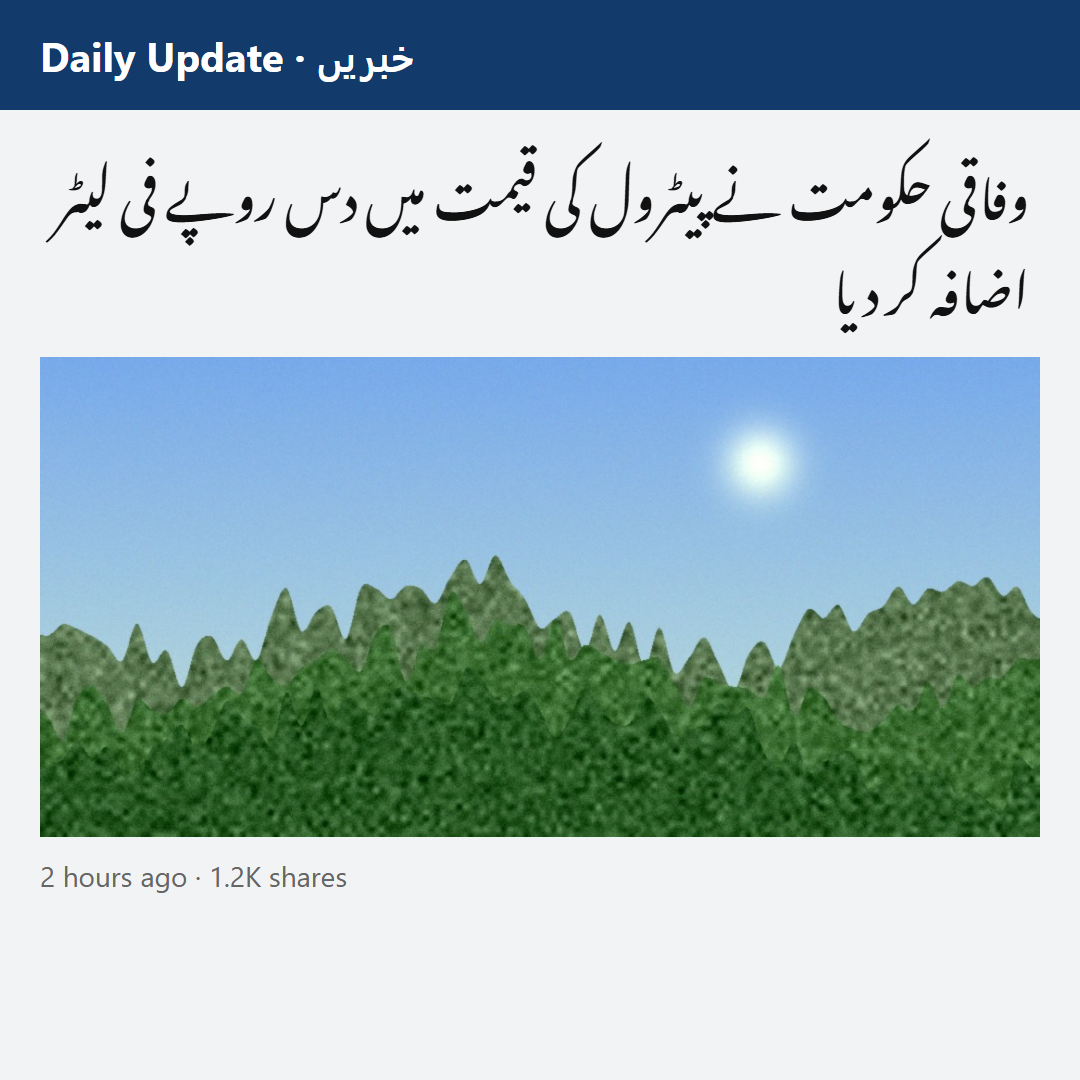 Daily Update · خبریں
وفاقی حکومت نے پیٹرول کی قیمت میں دس روپے فی لیٹر
اضافہ کر دیا
2 hours ago · 1.2K shares